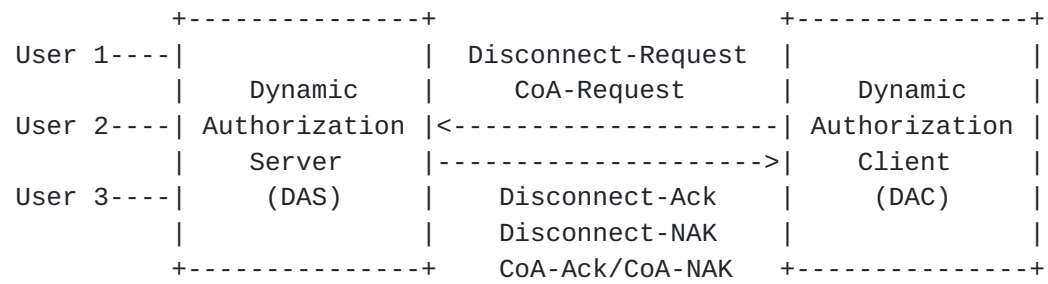 +---------------+                      +---------------+
User 1----|               |  Disconnect-Request  |               |
          |    Dynamic    |     CoA-Request      |    Dynamic    |
User 2----| Authorization |<---------------------| Authorization |
          |    Server     |--------------------->|    Client     |
User 3----|     (DAS)     |    Disconnect-Ack    |     (DAC)     |
          |               |    Disconnect-NAK    |               |
          +---------------+    CoA-Ack/CoA-NAK   +---------------+